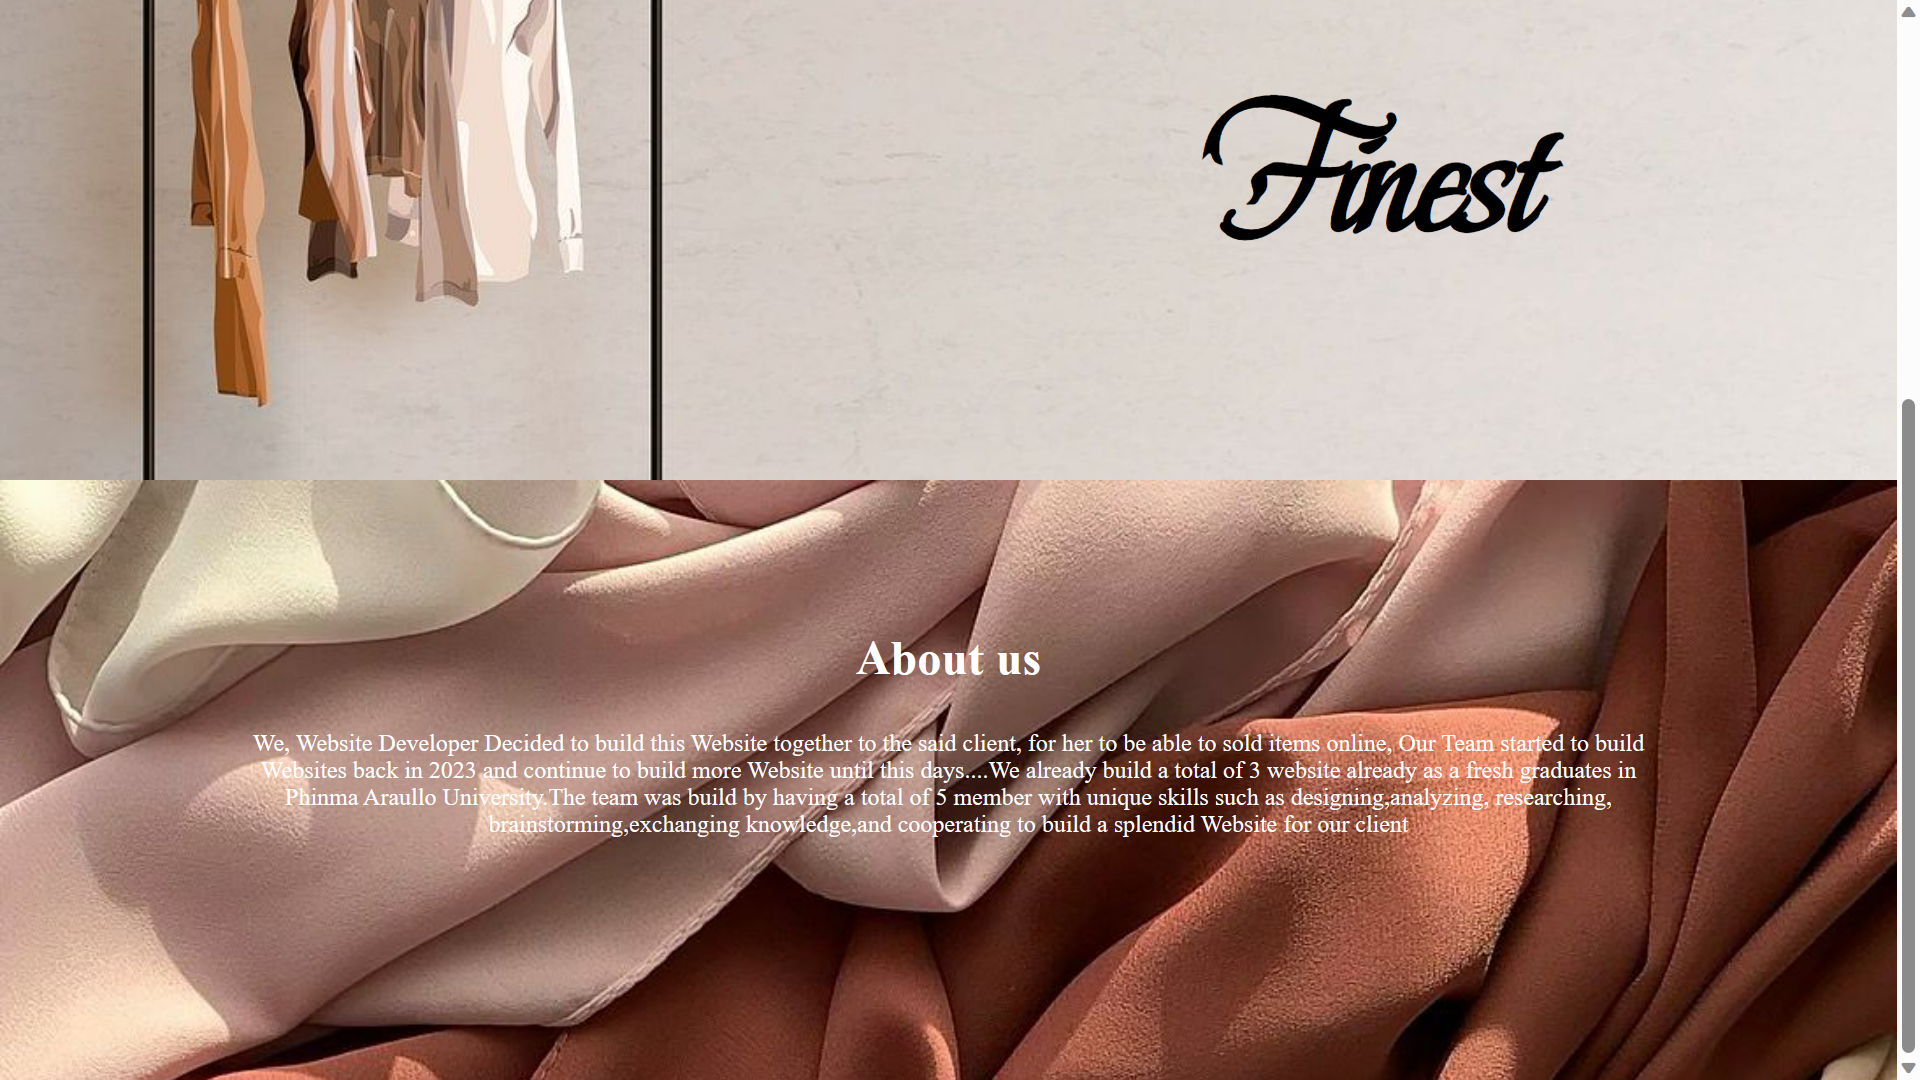 Finest
About us
We, Website Developer Decided to build this Website together to the said client, for her to be able to sold items online, Our Team started to build
Websites back in 2023 and continue to build more Website until this days....We already build a total of 3 website already as a fresh graduates in
Phinma Araullo University.The team was build by having a total of 5 member with unique skills such as designing,analyzing, researching,
brainstorming,exchanging knowledge,and cooperating to build a splendid Website for our client